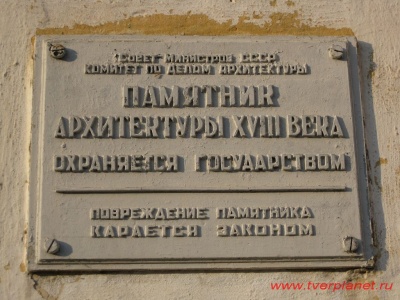 Совет Министров СССР
Комитет по делом архитектуры
ПАМЯТНИК
АРХИТЕКТУРЫ XVIII ВЕКА
ОХРАНЯЕТСЯ ГОСУДАРСТВОМ
ПОВРЕЖДЕНИЕ ПАМЯТНИКА
КАРАЕТСЯ ЗАКОНОМ
www.tverplanet.ru